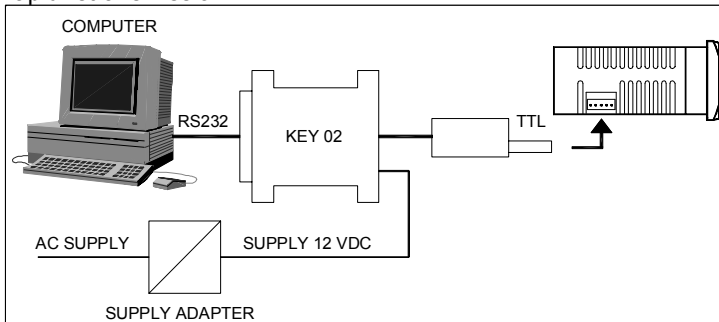 COMPUTER
RS232
KEY 02
TTL
AC SUPPLY
SUPPLY 12 VDC
SUPPLY ADAPTER